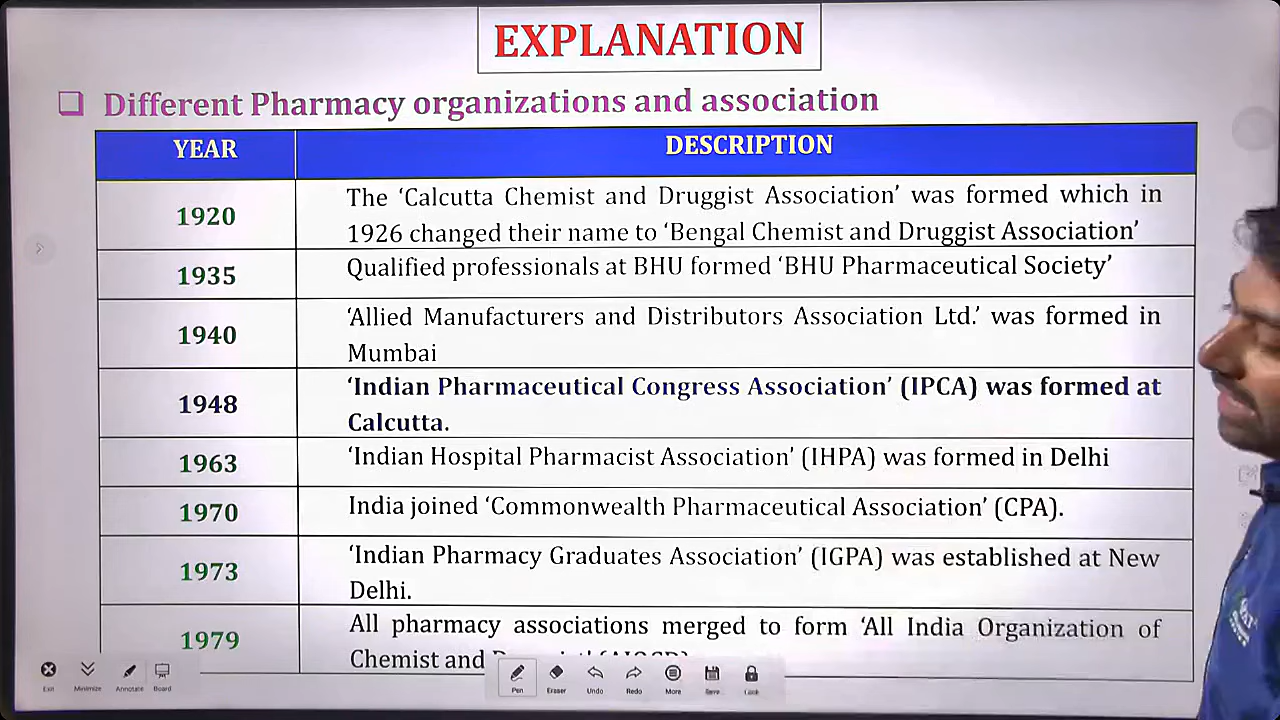 EXPLANATION
❑ Different Pharmacy organizations and association
YEAR DESCRIPTION
1920 The ‘Calcutta Chemist and Druggist Association’ was formed which in
1926 changed their name to ‘Bengal Chemist and Druggist Association’
1935 Qualified professionals at BHU formed ‘BHU Pharmaceutical Society’
1940 ‘Allied Manufacturers and Distributors Association Ltd.’ was formed in
Mumbai
1948 ‘Indian Pharmaceutical Congress Association’ (IPCA) was formed at
Calcutta.
1963 ‘Indian Hospital Pharmacist Association’ (IHPA) was formed in Delhi
1970 India joined ‘Commonwealth Pharmaceutical Association’ (CPA).
1973 ‘Indian Pharmacy Graduates Association’ (IGPA) was established at New
Delhi.
1979 All pharmacy associations merged to form ‘All India Organization of
Chemist and
Exit Minimize Annotate Board Pen Eraser Undo Redo More Save Lock